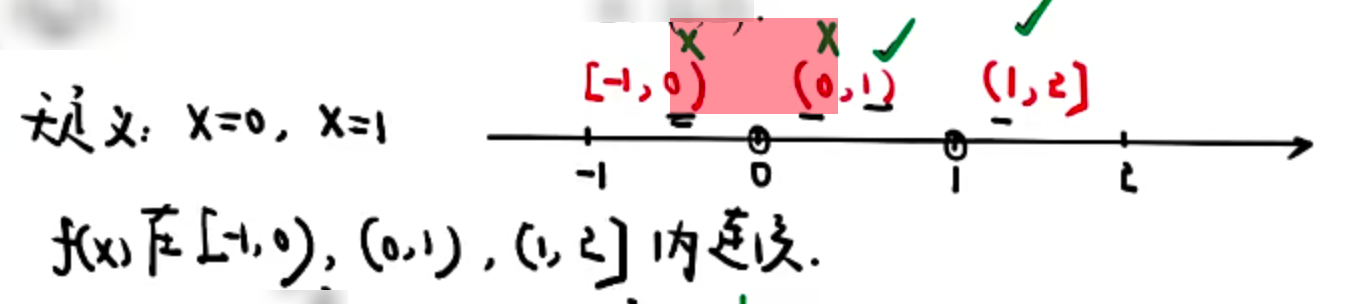 [-1,0) (0,1) (1,2]
无定义: x=0, x=1
-1 0 1 2
f(x)在[-1,0), (0,1), (1,2]内连续.